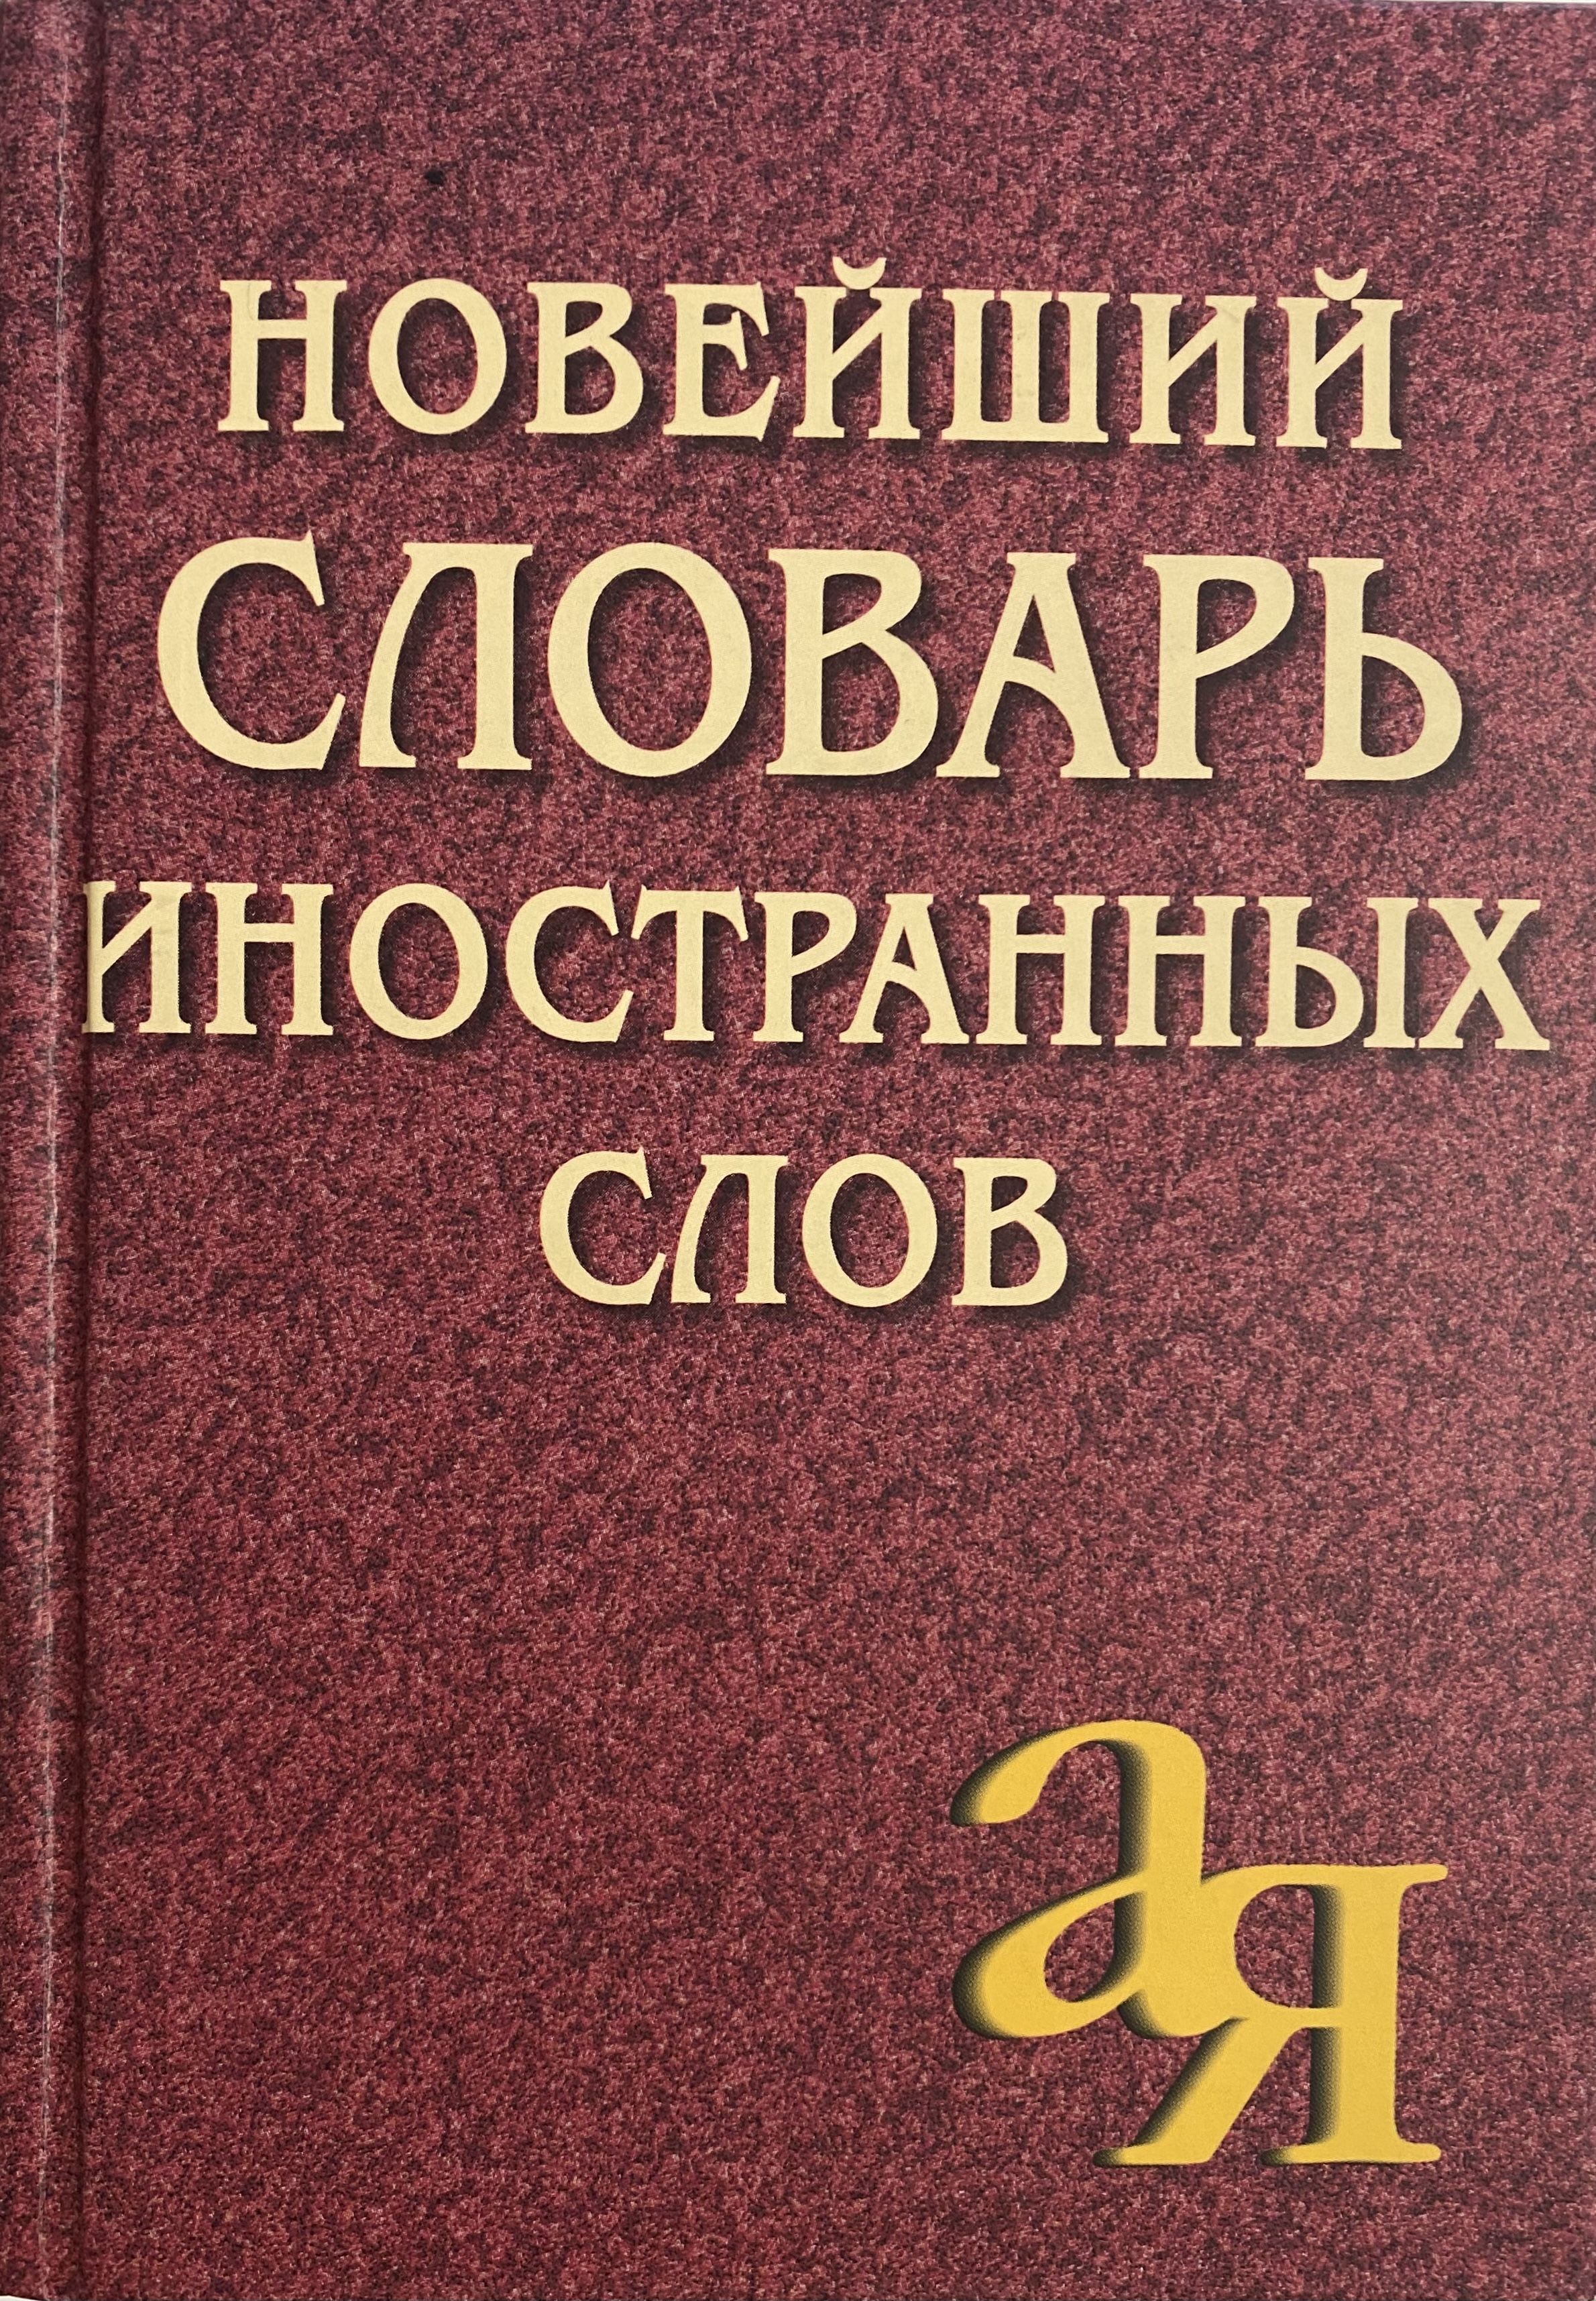 НОВЕЙШИЙ
СЛОВАРЬ
ИНОСТРАННЫХ
СЛОВ
а
Я